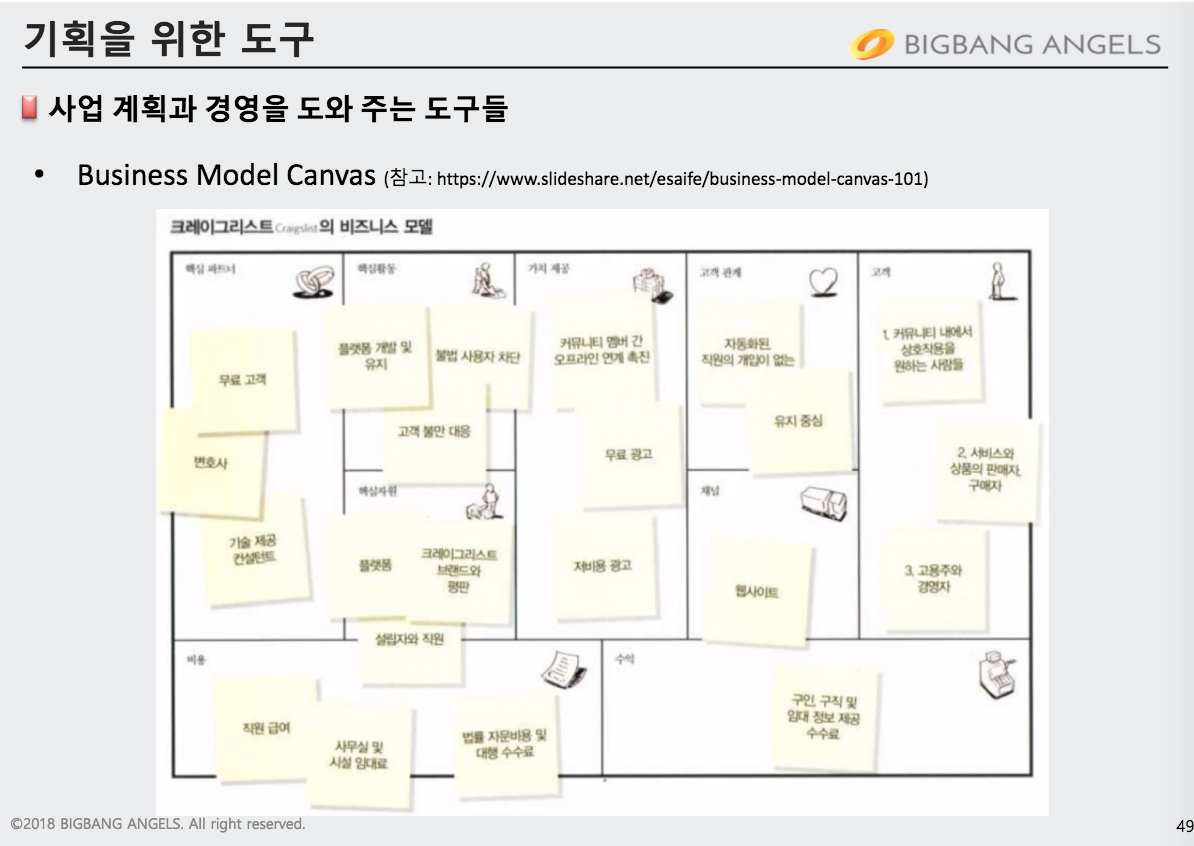 기획을 위한 도구
BIGBANG ANGELS
사업 계획과 경영을 도와 주는 도구들
• Business Model Canvas (참고: https://www.slideshare.net/esaife/business-model-canvas-101)
크레이그리스트Craigslist의 비즈니스 모델
핵심 파트너
무료 고객
변호사
기술 제공
컨설턴트
핵심활동
플랫폼 개발 및
유지
불법 사용자 차단
고객 불만 대응
핵심자원
플랫폼
크레이그리스트
브랜드와
평판
설립자와 직원
가치 제공
커뮤니티 멤버 간
오프라인 연계 촉진
무료 광고
저비용 광고
고객 관계
자동화된,
직원의 개입이 없는
유지 중심
채널
웹사이트
고객
1. 커뮤니티 내에서
상호작용을
원하는 사람들
2. 서비스와
상품의 판매자,
구매자
3. 고용주와
경영자
비용
직원 급여
사무실 및
시설 임대료
법률 자문비용 및
대행 수수료
수익
구인, 구직 및
임대 정보 제공
수수료
©2018 BIGBANG ANGELS. All right reserved.
49